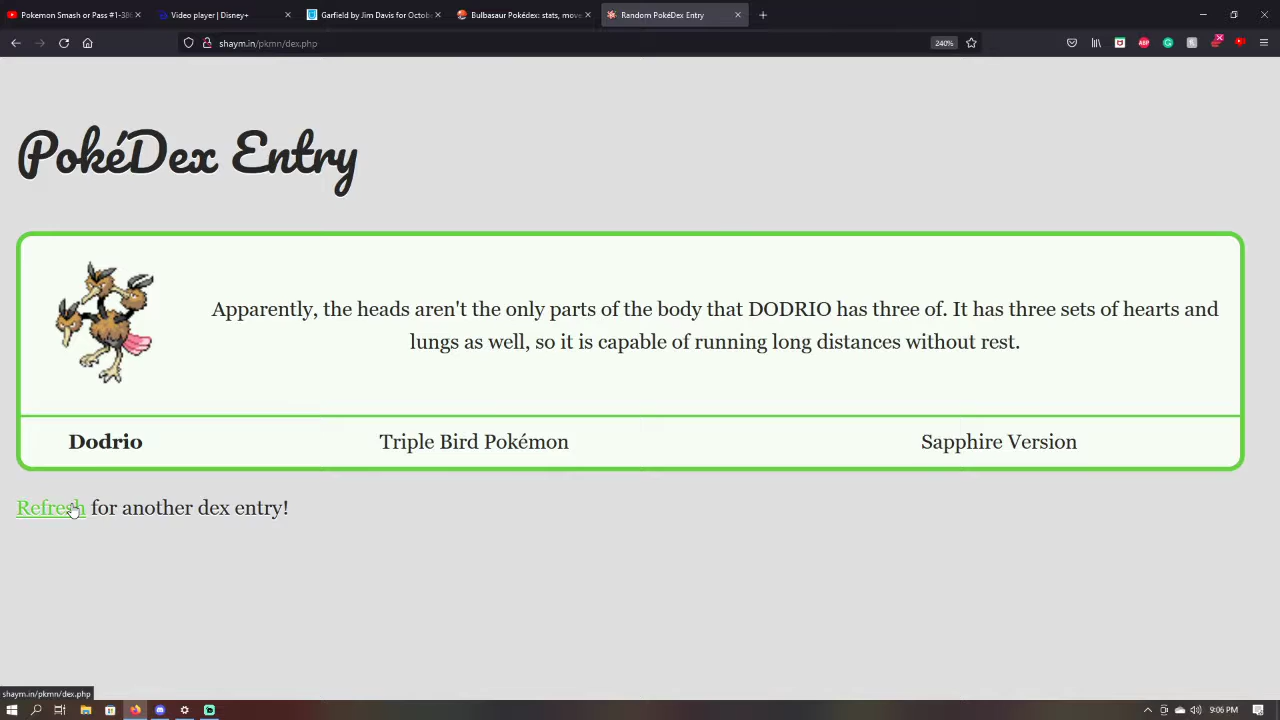 Pokemon Smash or Pass #1-38
Video player | Disney+
Garfield by Jim Davis for Octob
Bulbasaur Pokédex: stats, move
Random PokéDex Entry
shaym.in/pkmn/dex.php
240%
PokéDex Entry
Apparently, the heads aren't the only parts of the body that DODRIO has three of. It has three sets of hearts and
lungs as well, so it is capable of running long distances without rest.
Dodrio
Triple Bird Pokémon
Sapphire Version
Refresh for another dex entry!
shaym.in/pkmn/dex.php
9:06 PM